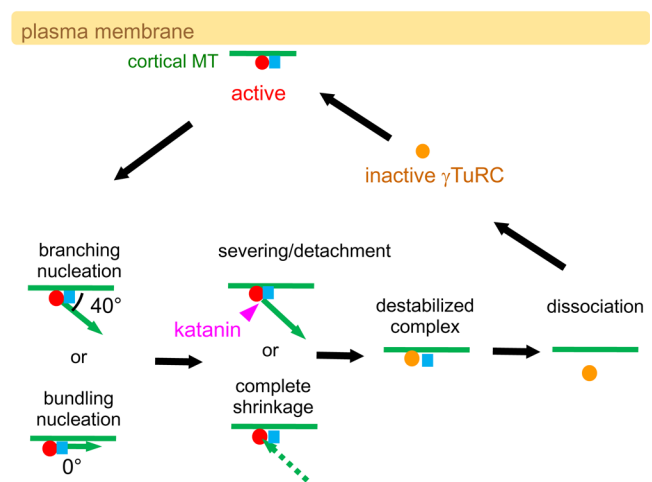 plasma membrane
cortical MT
active
inactive γTuRC
branching
nucleation
40°
or
bundling
nucleation
0°
severing/detachment
katanin
or
complete
shrinkage
destabilized
complex
dissociation